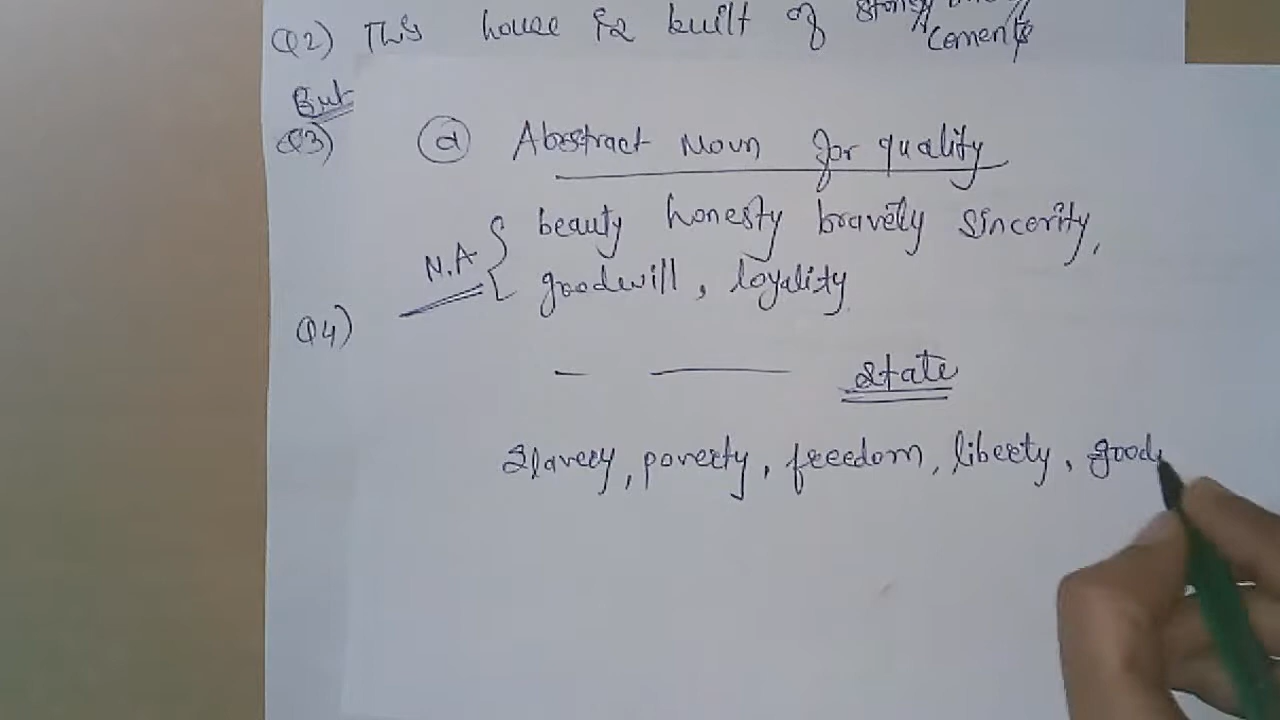 Q2) This house is built of stones
cements
But
Q3) (a) Abstract Noun for quality
beauty honesty bravely sincerity,
N.A { goodwill, loyality
Q4)
— —— state
Slavery, poverty, freedom, liberty, good